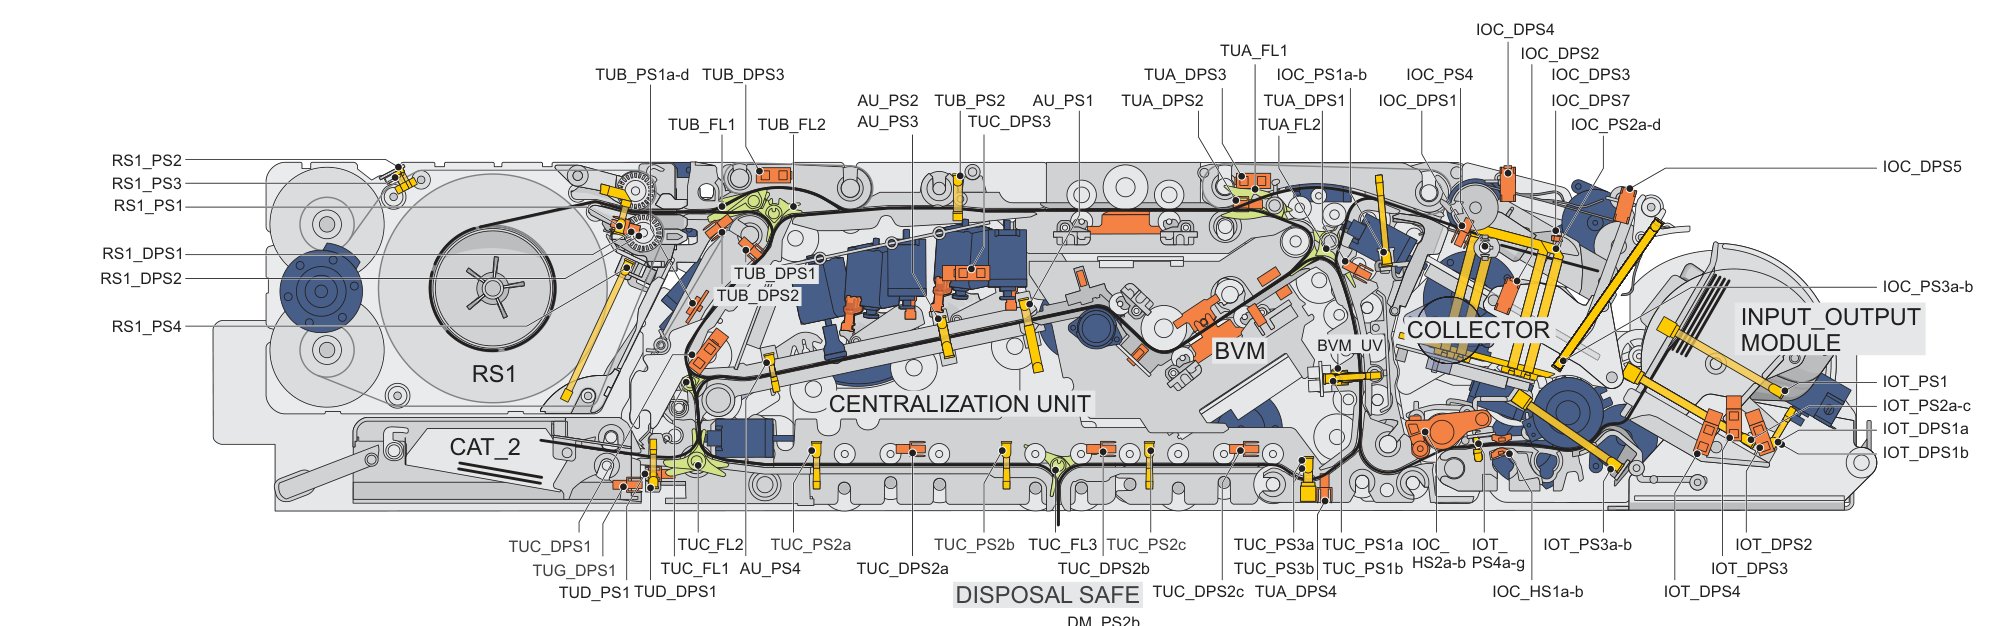 IOC_DPS4
TUA_FL1
IOC_DPS2
TUB_PS1a-d
TUB_DPS3
TUA_DPS3
IOC_PS1a-b
IOC_PS4
IOC_DPS3
AU_PS2
TUB_PS2
AU_PS1
TUA_DPS2
TUA_DPS1
IOC_DPS1
IOC_DPS7
TUB_FL1
TUB_FL2
AU_PS3
TUC_DPS3
TUA_FL2
IOC_PS2a-d
RS1_PS2
IOC_DPS5
RS1_PS3
RS1_PS1
RS1_DPS1
TUB_DPS1
RS1_DPS2
TUB_DPS2
IOC_PS3a-b
RS1_PS4
INPUT_OUTPUT
MODULE
COLLECTOR
BVM
BVM_UV
RS1
IOT_PS1
CENTRALIZATION UNIT
IOT_PS2a-c
IOT_DPS1a
CAT_2
IOT_DPS1b
TUC_DPS1
TUC_FL2
TUC_PS2a
TUC_PS2b
TUC_FL3
TUC_PS2c
TUC_PS3a
TUC_PS1a
IOC_
HS2a-b
IOT_
PS4a-g
IOT_PS3a-b
IOT_DPS2
TUG_DPS1
TUC_FL1
AU_PS4
TUC_DPS2a
TUC_DPS2b
TUC_PS3b
TUC_PS1b
IOT_DPS3
TUD_PS1
TUD_DPS1
DISPOSAL SAFE
TUC_DPS2c
TUA_DPS4
IOC_HS1a-b
IOT_DPS4
DM_PS2b